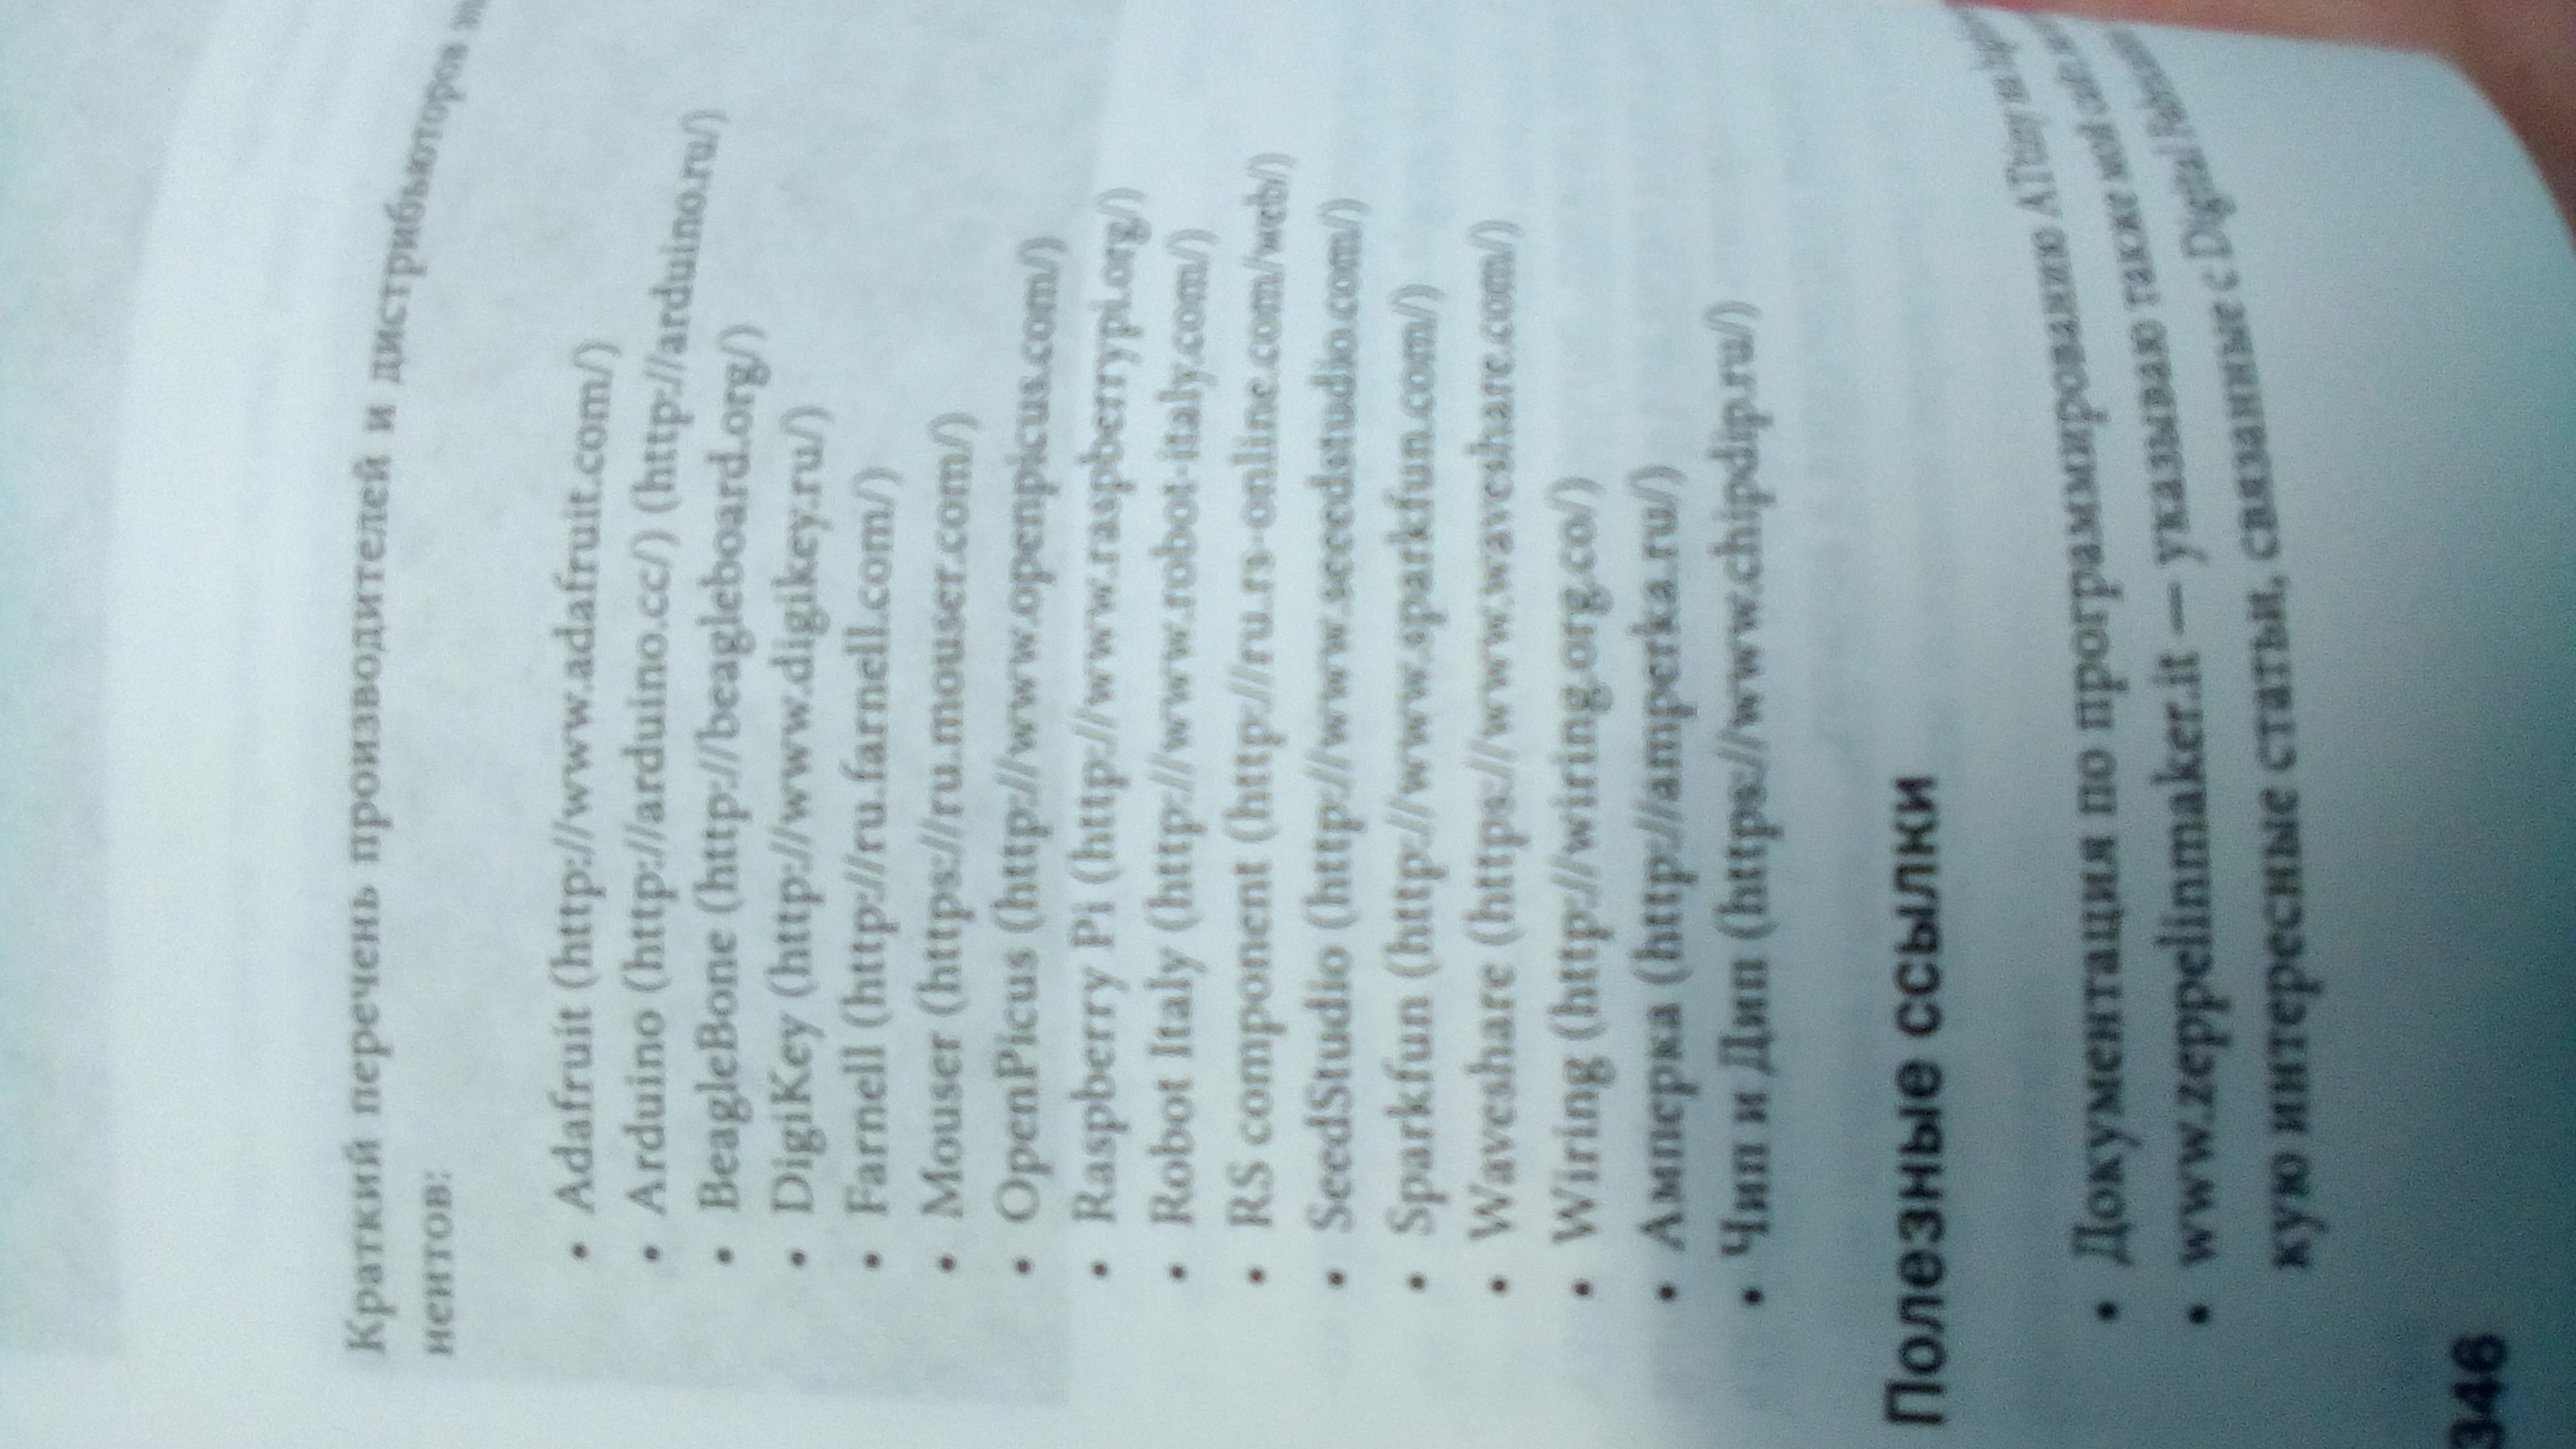 Краткий перечень производителей и дистрибьюторов
нентов:
• Adafruit (http://www.adafruit.com/)
• Arduino (http://arduino.cc/) (http://arduino.ru/)
• BeagleBone (http://beagleboard.org/)
• DigiKey (http://www.digikey.ru/)
• Farnell (http://ru.farnell.com/)
• Mouser (https://ru.mouser.com/)
• OpenPicus (http://www.openpicus.com/)
• Raspberry Pi (http://www.raspberrypi.org/)
• Robot Italy (http://www.robot-italy.com/)
• RS component (http://ru.rs-online.com/web/)
• SeedStudio (http://www.seeedstudio.com/)
• Sparkfun (http://www.sparkfun.com/)
• Waveshare (https://www.waveshare.com/)
• Wiring (http://wiring.org.co/)
• Амперка (http://amperka.ru/)
• Чип и Дип (https://www.chipdip.ru/)
Полезные ссылки
• Документация по программированию ATtiny на
• www.zeppelinmaker.it — указываю также мой сайт,
кую интересные статьи, связанные с Digital
346